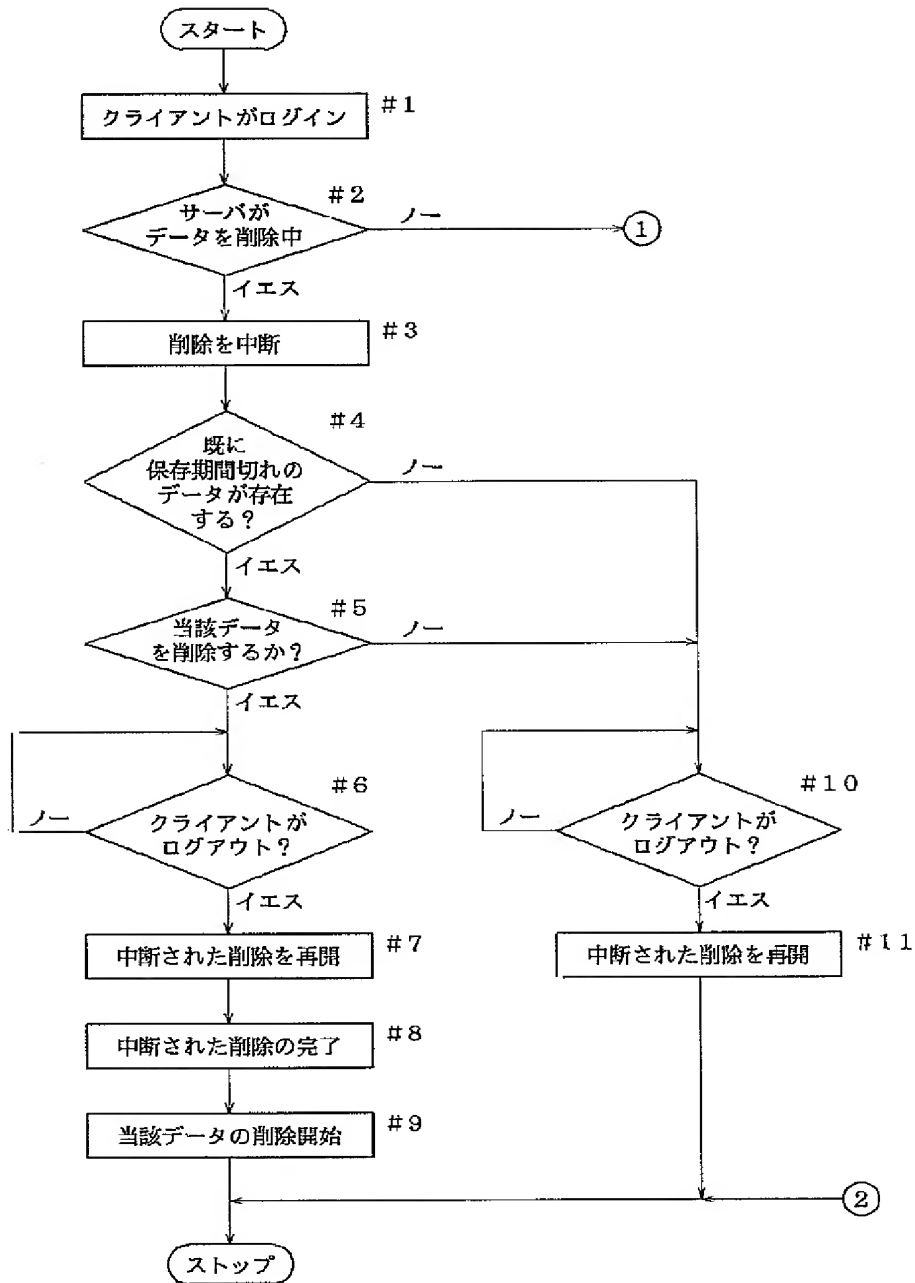 スタート
クライアントがログイン
#1
#2
サーバが
データを削除中
ノー
1
イエス
削除を中断
#3
#4
既に
保存期間切れの
データが存在
する?
ノー
イエス
#5
当該データ
を削除するか?
ノー
イエス
#6
クライアントが
ログアウト?
ノー
イエス
#10
クライアントが
ログアウト?
ノー
イエス
中断された削除を再開
#7
中断された削除を再開
#11
中断された削除の完了
#8
当該データの削除開始
#9
2
ストップ